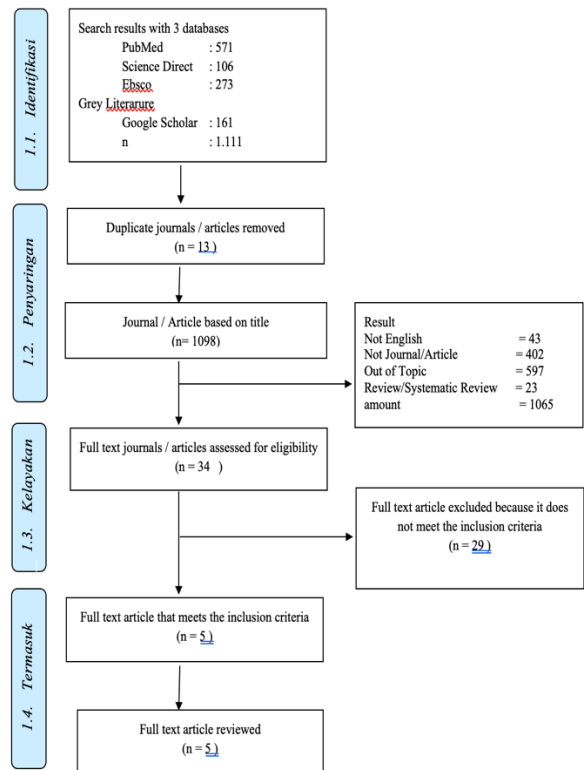 1.1. Identifikasi
Search results with 3 databases
PubMed : 571
Science Direct : 106
Ebsco : 273
Grey Literarure
Google Scholar : 161
n : 1.111
1.2. Penyaringan
Duplicate journals / articles removed
(n = 13 )
Journal / Article based on title
(n= 1098)
Result
Not English = 43
Not Journal/Article = 402
Out of Topic = 597
Review/Systematic Review = 23
amount = 1065
1.3. Kelayakan
Full text journals / articles assessed for eligibility
(n = 34 )
Full text article excluded because it does
not meet the inclusion criteria
(n = 29 )
1.4. Termasuk
Full text article that meets the inclusion criteria
(n = 5 )
Full text article reviewed
(n = 5 )